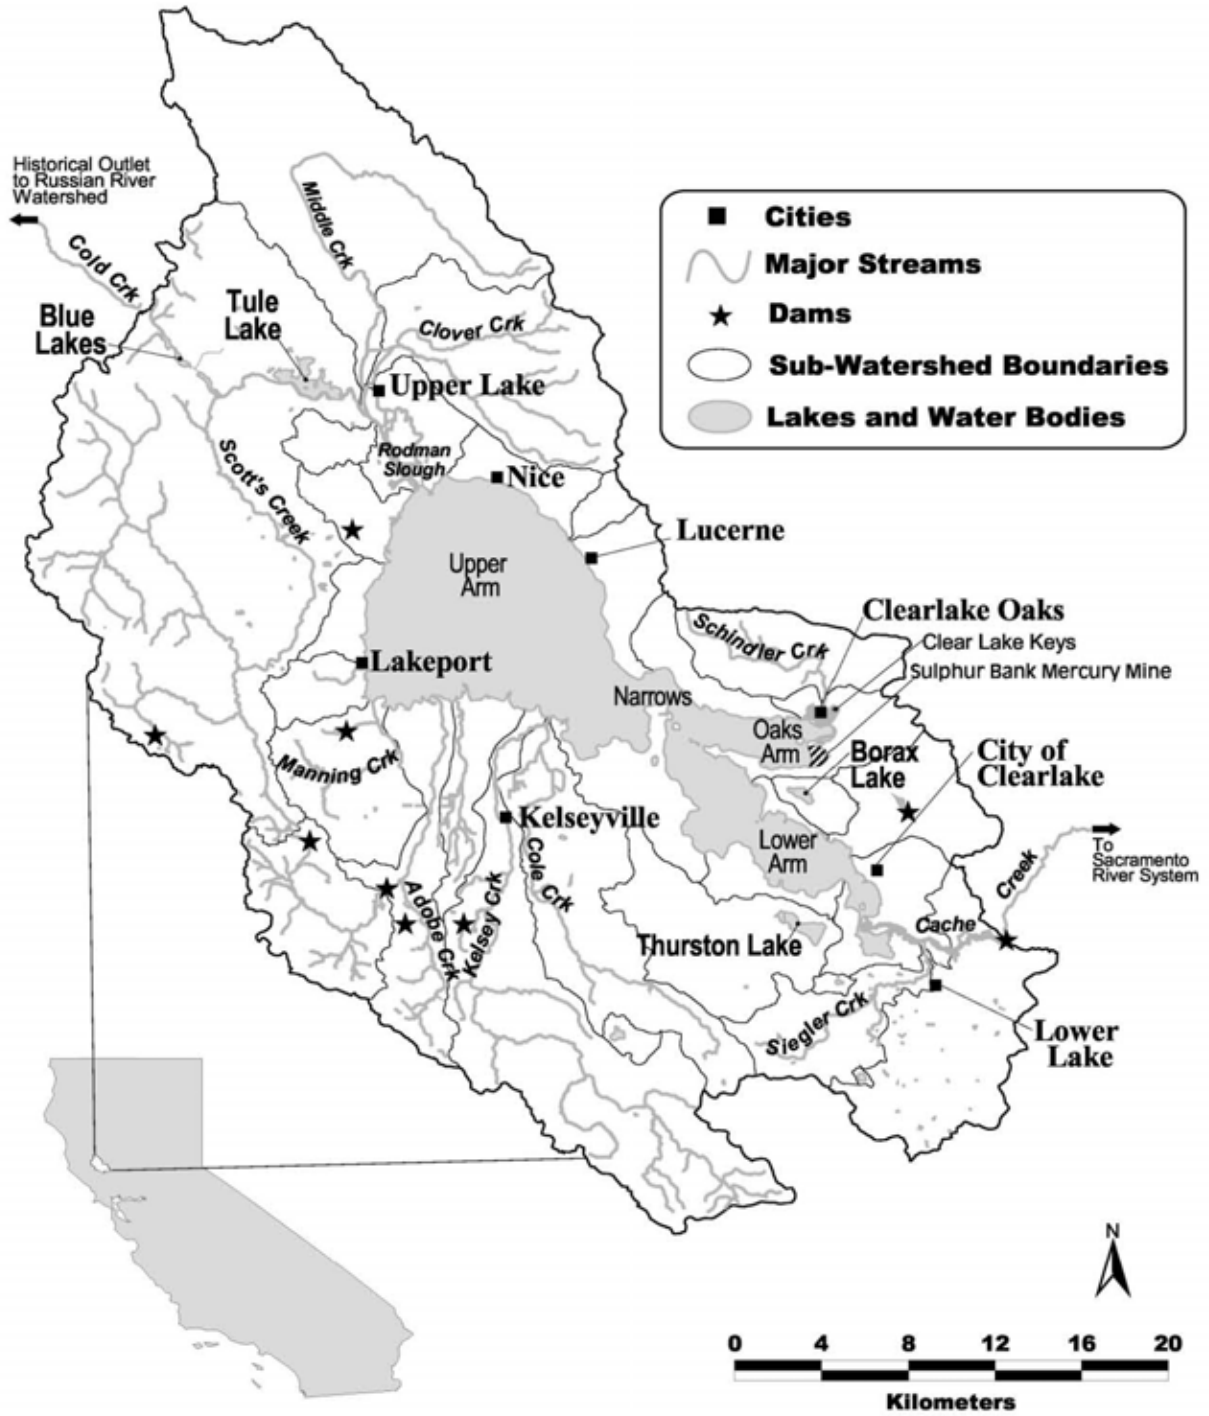 Historical Outlet
to Russian River
Watershed
Cold Crk
Middle Crk
Blue
Lakes
Tule
Lake
Clover Crk
Upper Lake
Rodman
Slough
Scott's Creek
Nice
Lucerne
Upper
Arm
Lakeport
Clearlake Oaks
Schindler Crk
Clear Lake Keys
Sulphur Bank Mercury Mine
Narrows
Oaks
Arm
Borax
Lake
City of
Clearlake
Manning Crk
Kelseyville
Cole Crk
Lower
Arm
To
Sacramento
River System
Creek
Cache
Adobe Crk
Kelsey Crk
Thurston Lake
Siegler Crk
Lower
Lake
Cities
Major Streams
Dams
Sub-Watershed Boundaries
Lakes and Water Bodies
N
0 4 8 12 16 20
Kilometers